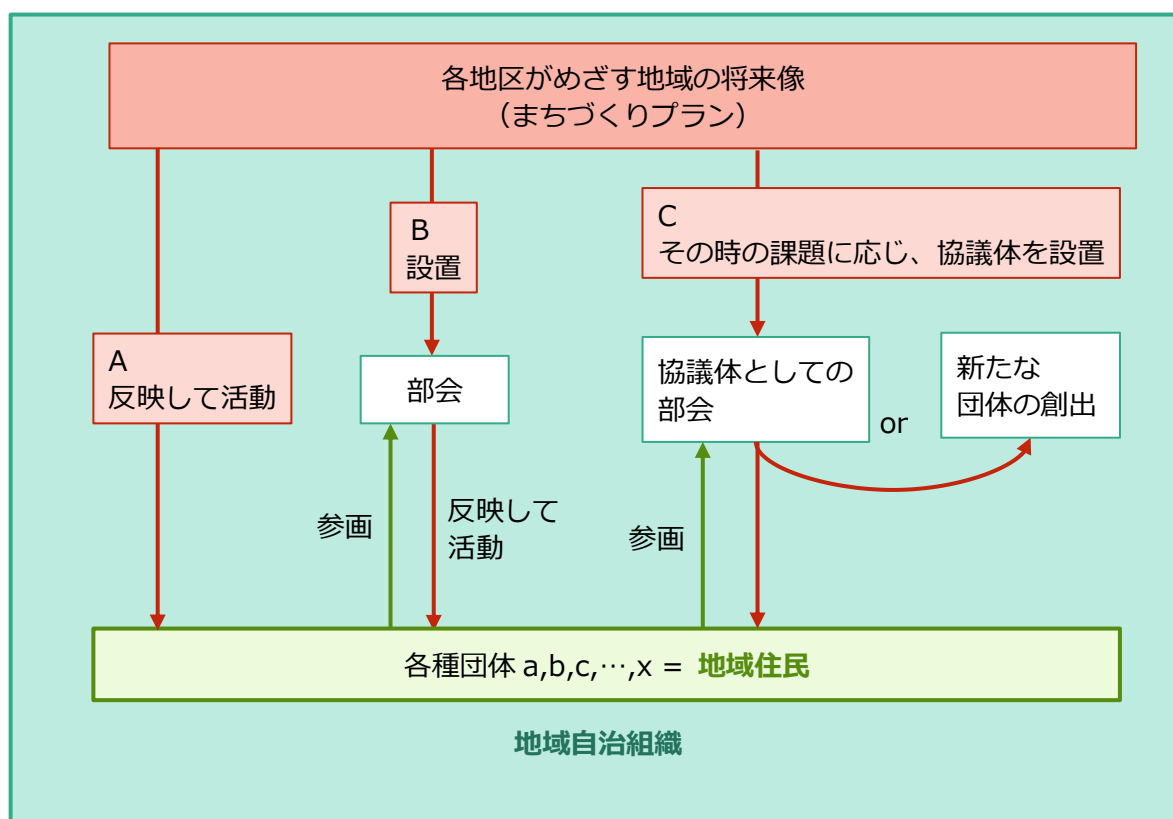 各地区がめざす地域の将来像
（まちづくりプラン）
A
反映して活動
B
設置
部会
参画
反映して
活動
C
その時の課題に応じ、協議体を設置
協議体としての
部会
or
新たな
団体の創出
参画
各種団体 a,b,c,…,x = 地域住民
地域自治組織